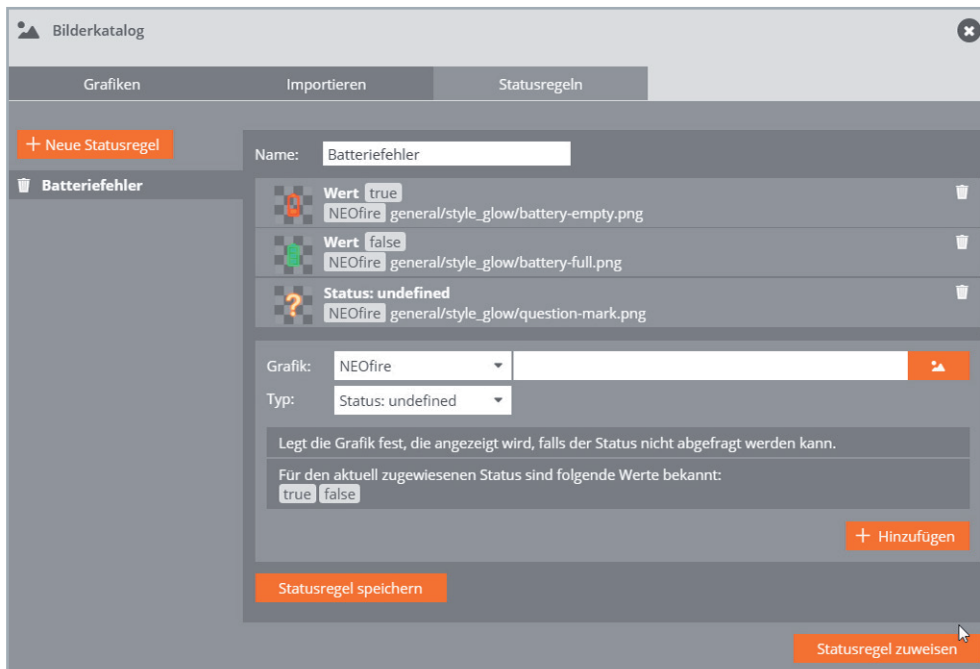 Bilderkatalog
Grafiken Importieren Statusregeln
+ Neue Statusregel
Batteriefehler
Name: Batteriefehler
Wert true
NEOfire general/style_glow/battery-empty.png
Wert false
NEOfire general/style_glow/battery-full.png
Status: undefined
NEOfire general/style_glow/question-mark.png
Grafik: NEOfire
Typ: Status: undefined
Legt die Grafik fest, die angezeigt wird, falls der Status nicht abgefragt werden kann.
Für den aktuell zugewiesenen Status sind folgende Werte bekannt:
true false
+ Hinzufügen
Statusregel speichern
Statusregel zuweisen